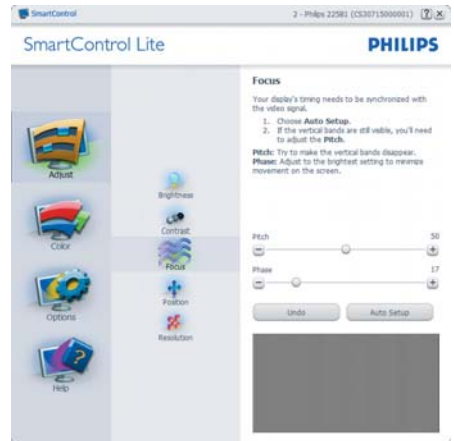 SmartControl
2 - Philips 225B1 (CS30715000001)
SmartControl Lite
PHILIPS
Adjust
Color
Options
Help
Brightness
Contrast
Focus
Position
Resolution
Focus
Your display's timing needs to be synchronized with
the video signal.
1. Choose Auto Setup.
2. If the vertical bands are still visible, you'll need
to adjust the Pitch.
Pitch: Try to make the vertical bands disappear.
Phase: Adjust to the brightest setting to minimize
movement on the screen.
Pitch 50
Phase 17
Undo
Auto Setup